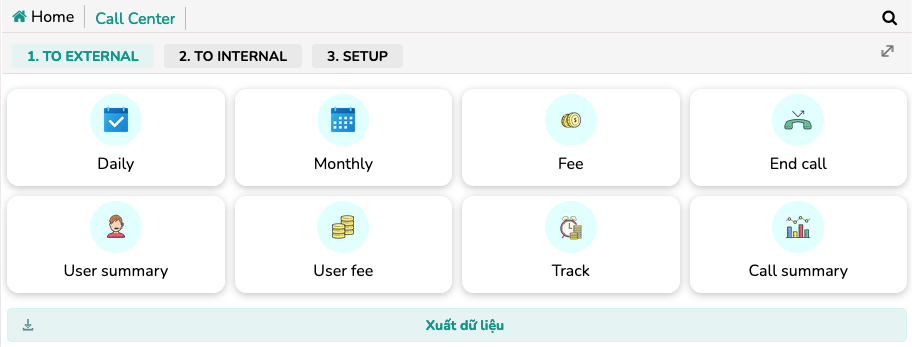 Home
Call Center
1. TO EXTERNAL
2. TO INTERNAL
3. SETUP
Daily
Monthly
Fee
End call
User summary
User fee
Track
Call summary
Xuất dữ liệu